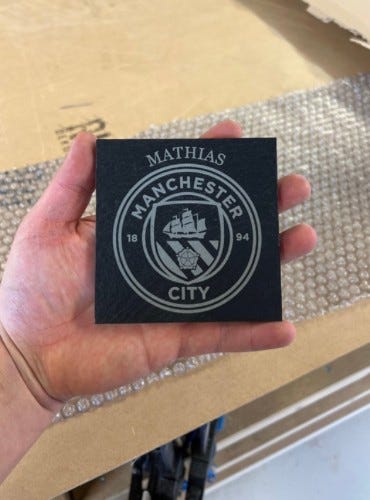 MATHIAS
MANCHESTER
18 94
CITY